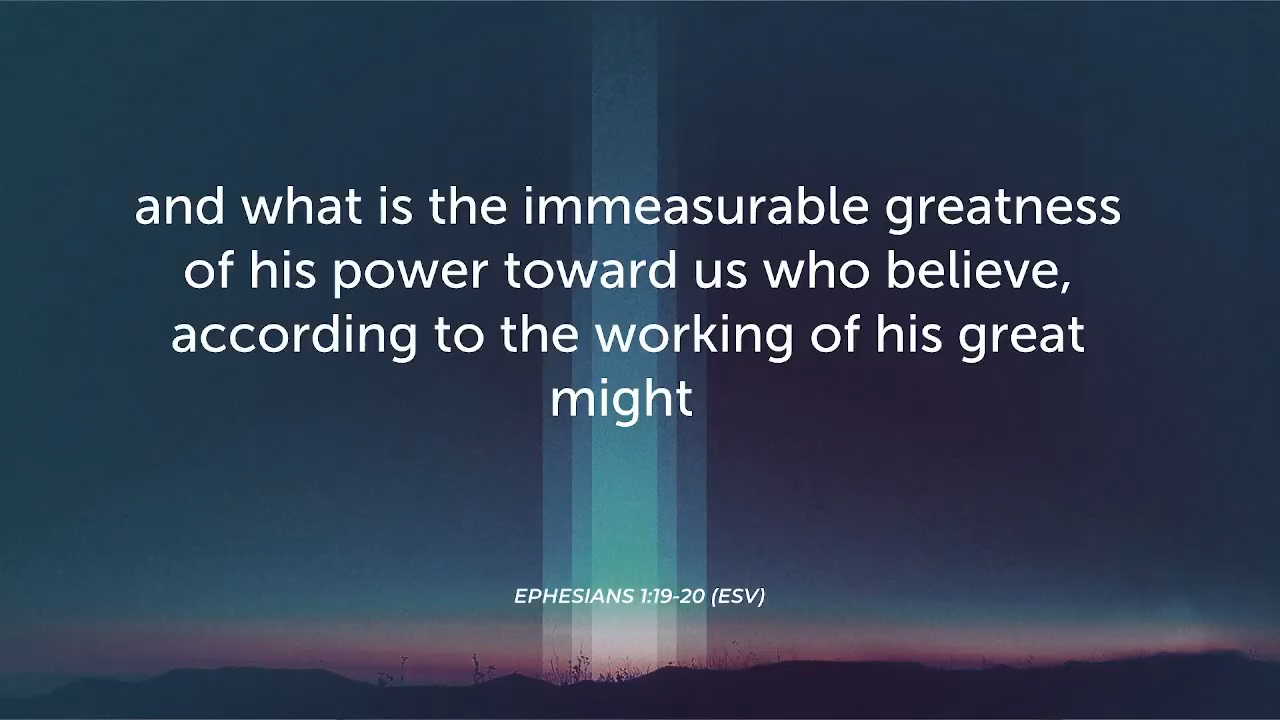 and what is the immeasurable greatness
of his power toward us who believe,
according to the working of his great
might
EPHESIANS 1:19-20 (ESV)